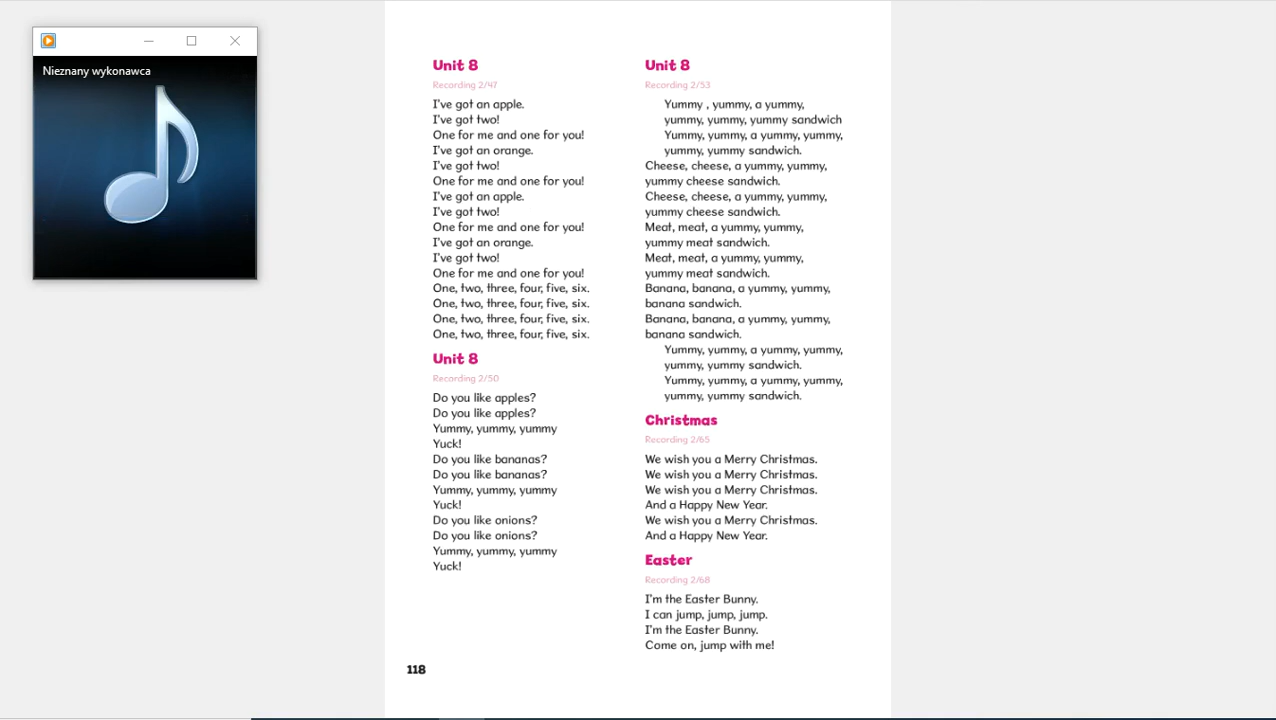 Nieznany wykonawca
Unit 8
Recording 2/47
I've got an apple.
I've got two!
One for me and one for you!
I've got an orange.
I've got two!
One for me and one for you!
I've got an apple.
I've got two!
One for me and one for you!
I've got an orange.
I've got two!
One for me and one for you!
One, two, three, four, five, six.
One, two, three, four, five, six.
One, two, three, four, five, six.
One, two, three, four, five, six.
Unit 8
Recording 2/50
Do you like apples?
Do you like apples?
Yummy, yummy, yummy
Yuck!
Do you like bananas?
Do you like bananas?
Yummy, yummy, yummy
Yuck!
Do you like onions?
Do you like onions?
Yummy, yummy, yummy
Yuck!
118
Unit 8
Recording 2/53
Yummy , yummy, a yummy,
yummy, yummy, yummy sandwich
Yummy, yummy, a yummy, yummy,
yummy, yummy sandwich.
Cheese, cheese, a yummy, yummy,
yummy cheese sandwich.
Cheese, cheese, a yummy, yummy,
yummy cheese sandwich.
Meat, meat, a yummy, yummy,
yummy meat sandwich.
Meat, meat, a yummy, yummy,
yummy meat sandwich.
Banana, banana, a yummy, yummy,
banana sandwich.
Banana, banana, a yummy, yummy,
banana sandwich.
Yummy, yummy, a yummy, yummy,
yummy, yummy sandwich.
Yummy, yummy, a yummy, yummy,
yummy, yummy sandwich.
Christmas
Recording 2/65
We wish you a Merry Christmas.
We wish you a Merry Christmas.
We wish you a Merry Christmas.
And a Happy New Year.
We wish you a Merry Christmas.
And a Happy New Year.
Easter
Recording 2/68
I'm the Easter Bunny.
I can jump, jump, jump.
I'm the Easter Bunny.
Come on, jump with me!